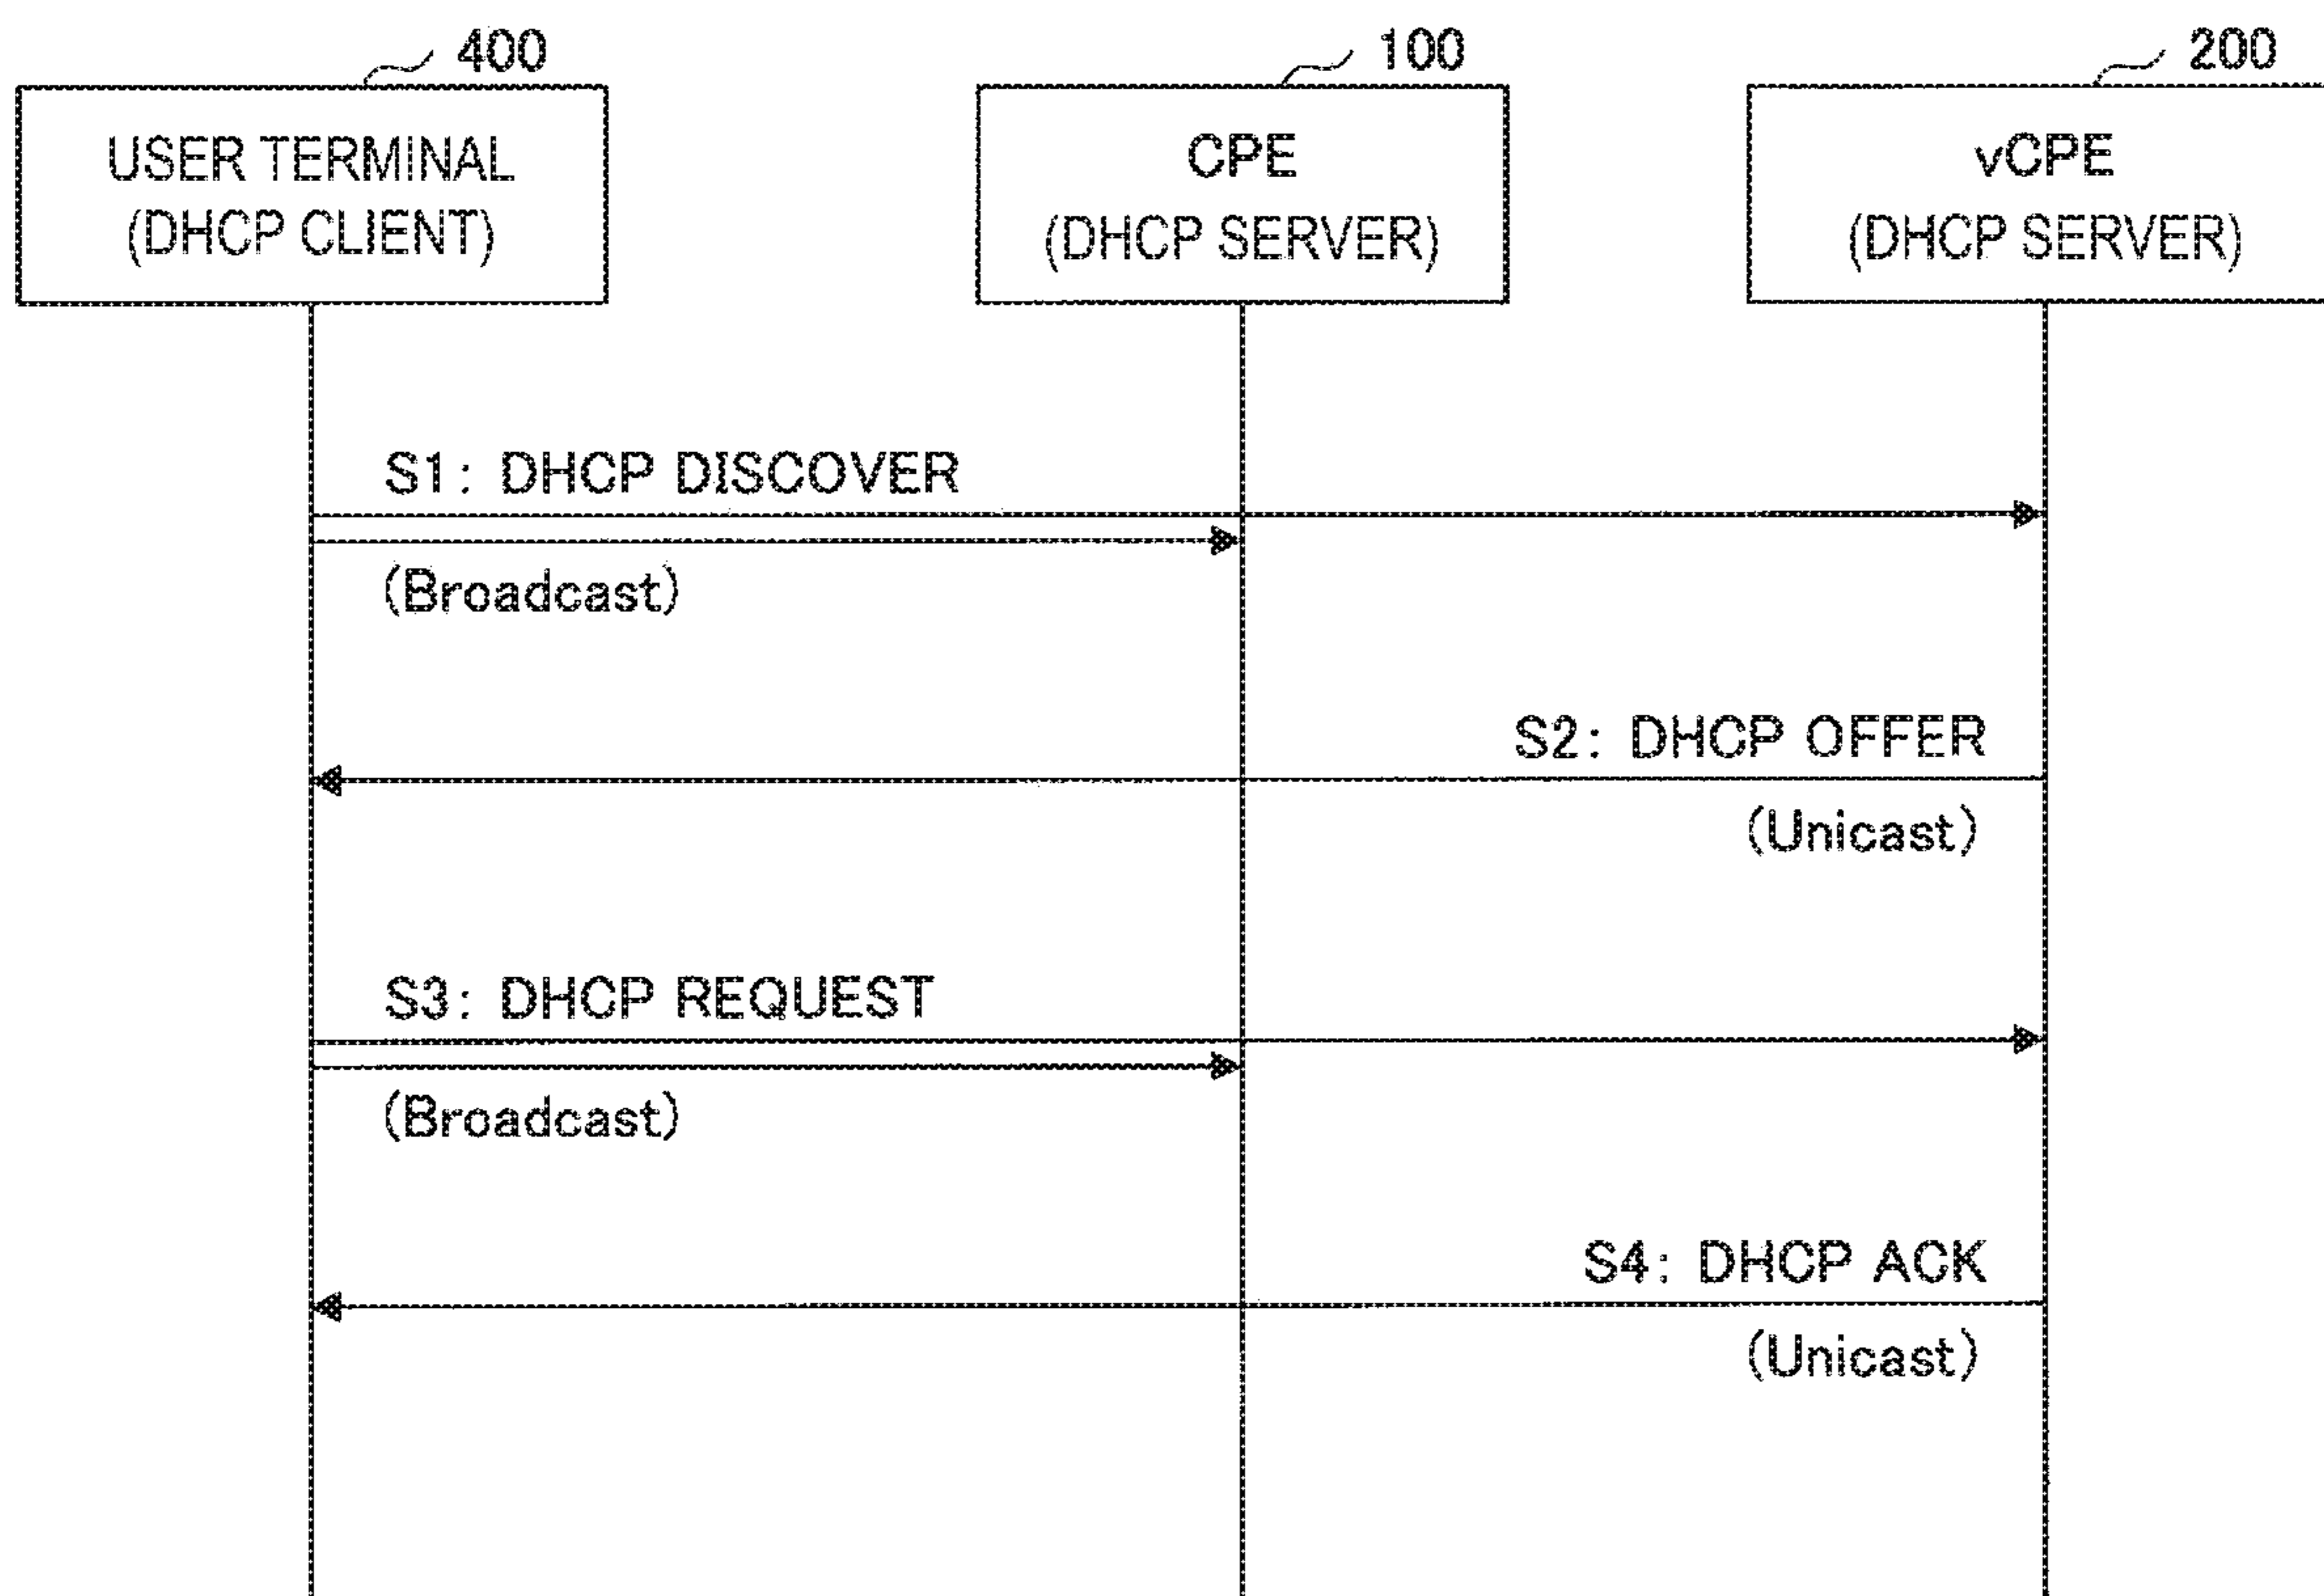 400
100
200
USER TERMINAL
(DHCP CLIENT)
CPE
(DHCP SERVER)
vCPE
(DHCP SERVER)
S1: DHCP DISCOVER
(Broadcast)
S2: DHCP OFFER
(Unicast)
S3: DHCP REQUEST
(Broadcast)
S4: DHCP ACK
(Unicast)